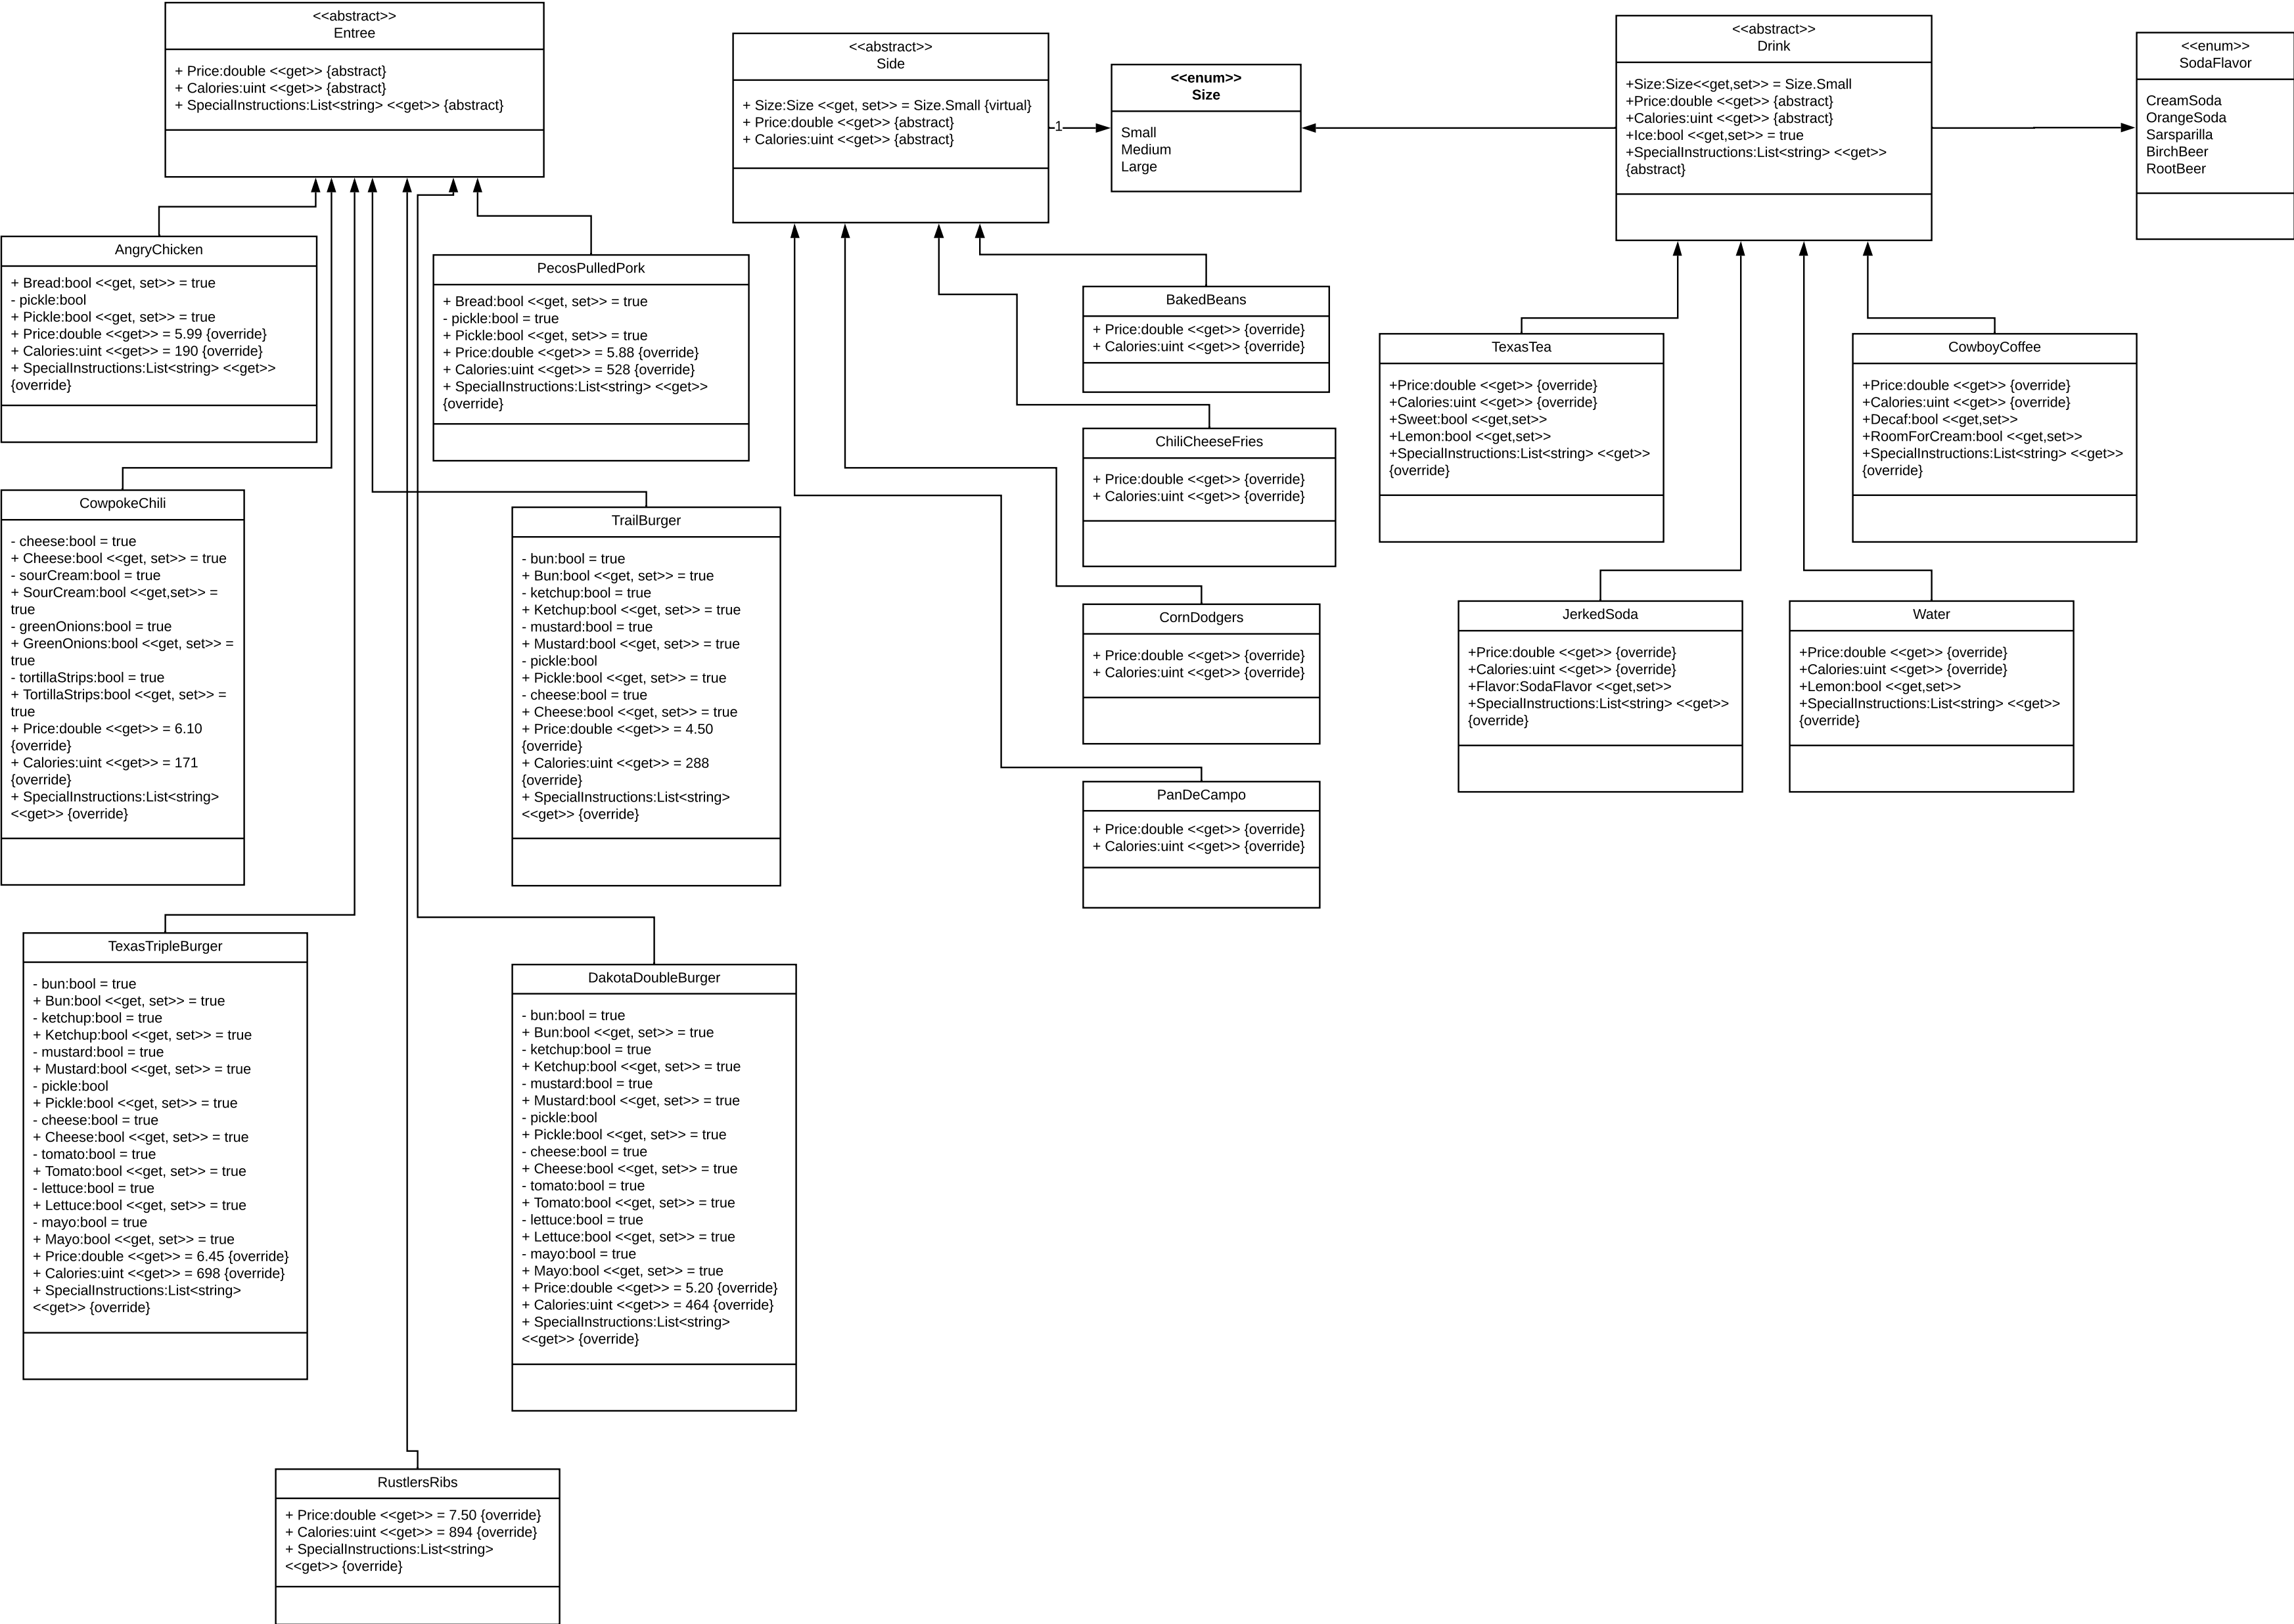 <<abstract>>
Entree
+ Price:double <<get>> {abstract}
+ Calories:uint <<get>> {abstract}
+ SpecialInstructions:List<string> <<get>> {abstract}
<<abstract>>
Side
+ Size:Size <<get, set>> = Size.Small {virtual}
+ Price:double <<get>> {abstract}
+ Calories:uint <<get>> {abstract}
1
<<enum>>
Size
Small
Medium
Large
<<abstract>>
Drink
+Size:Size<<get,set>> = Size.Small
+Price:double <<get>> {abstract}
+Calories:uint <<get>> {abstract}
+Ice:bool <<get,set>> = true
+SpecialInstructions:List<string> <<get>>
{abstract}
<<enum>>
SodaFlavor
CreamSoda
OrangeSoda
Sarsparilla
BirchBeer
RootBeer
AngryChicken
+ Bread:bool <<get, set>> = true
- pickle:bool
+ Pickle:bool <<get, set>> = true
+ Price:double <<get>> = 5.99 {override}
+ Calories:uint <<get>> = 190 {override}
+ SpecialInstructions:List<string> <<get>>
{override}
PecosPulledPork
+ Bread:bool <<get, set>> = true
- pickle:bool = true
+ Pickle:bool <<get, set>> = true
+ Price:double <<get>> = 5.88 {override}
+ Calories:uint <<get>> = 528 {override}
+ SpecialInstructions:List<string> <<get>>
{override}
BakedBeans
+ Price:double <<get>> {override}
+ Calories:uint <<get>> {override}
TexasTea
+Price:double <<get>> {override}
+Calories:uint <<get>> {override}
+Sweet:bool <<get,set>>
+Lemon:bool <<get,set>>
+SpecialInstructions:List<string> <<get>>
{override}
CowboyCoffee
+Price:double <<get>> {override}
+Calories:uint <<get>> {override}
+Decaf:bool <<get,set>>
+RoomForCream:bool <<get,set>>
+SpecialInstructions:List<string> <<get>>
{override}
ChiliCheeseFries
+ Price:double <<get>> {override}
+ Calories:uint <<get>> {override}
CowpokeChili
- cheese:bool = true
+ Cheese:bool <<get, set>> = true
- sourCream:bool = true
+ SourCream:bool <<get,set>> =
true
- greenOnions:bool = true
+ GreenOnions:bool <<get, set>> =
true
- tortillaStrips:bool = true
+ TortillaStrips:bool <<get, set>> =
true
+ Price:double <<get>> = 6.10
{override}
+ Calories:uint <<get>> = 171
{override}
+ SpecialInstructions:List<string>
<<get>> {override}
TrailBurger
- bun:bool = true
+ Bun:bool <<get, set>> = true
- ketchup:bool = true
+ Ketchup:bool <<get, set>> = true
- mustard:bool = true
+ Mustard:bool <<get, set>> = true
- pickle:bool
+ Pickle:bool <<get, set>> = true
- cheese:bool = true
+ Cheese:bool <<get, set>> = true
+ Price:double <<get>> = 4.50
{override}
+ Calories:uint <<get>> = 288
{override}
+ SpecialInstructions:List<string>
<<get>> {override}
CornDodgers
+ Price:double <<get>> {override}
+ Calories:uint <<get>> {override}
JerkedSoda
+Price:double <<get>> {override}
+Calories:uint <<get>> {override}
+Flavor:SodaFlavor <<get,set>>
+SpecialInstructions:List<string> <<get>>
{override}
Water
+Price:double <<get>> {override}
+Calories:uint <<get>> {override}
+Lemon:bool <<get,set>>
+SpecialInstructions:List<string> <<get>>
{override}
PanDeCampo
+ Price:double <<get>> {override}
+ Calories:uint <<get>> {override}
TexasTripleBurger
- bun:bool = true
+ Bun:bool <<get, set>> = true
- ketchup:bool = true
+ Ketchup:bool <<get, set>> = true
- mustard:bool = true
+ Mustard:bool <<get, set>> = true
- pickle:bool
+ Pickle:bool <<get, set>> = true
- cheese:bool = true
+ Cheese:bool <<get, set>> = true
- tomato:bool = true
+ Tomato:bool <<get, set>> = true
- lettuce:bool = true
+ Lettuce:bool <<get, set>> = true
- mayo:bool = true
+ Mayo:bool <<get, set>> = true
+ Price:double <<get>> = 6.45 {override}
+ Calories:uint <<get>> = 698 {override}
+ SpecialInstructions:List<string>
<<get>> {override}
DakotaDoubleBurger
- bun:bool = true
+ Bun:bool <<get, set>> = true
- ketchup:bool = true
+ Ketchup:bool <<get, set>> = true
- mustard:bool = true
+ Mustard:bool <<get, set>> = true
- pickle:bool
+ Pickle:bool <<get, set>> = true
- cheese:bool = true
+ Cheese:bool <<get, set>> = true
- tomato:bool = true
+ Tomato:bool <<get, set>> = true
- lettuce:bool = true
+ Lettuce:bool <<get, set>> = true
- mayo:bool = true
+ Mayo:bool <<get, set>> = true
+ Price:double <<get>> = 5.20 {override}
+ Calories:uint <<get>> = 464 {override}
+ SpecialInstructions:List<string>
<<get>> {override}
RustlersRibs
+ Price:double <<get>> = 7.50 {override}
+ Calories:uint <<get>> = 894 {override}
+ SpecialInstructions:List<string>
<<get>> {override}